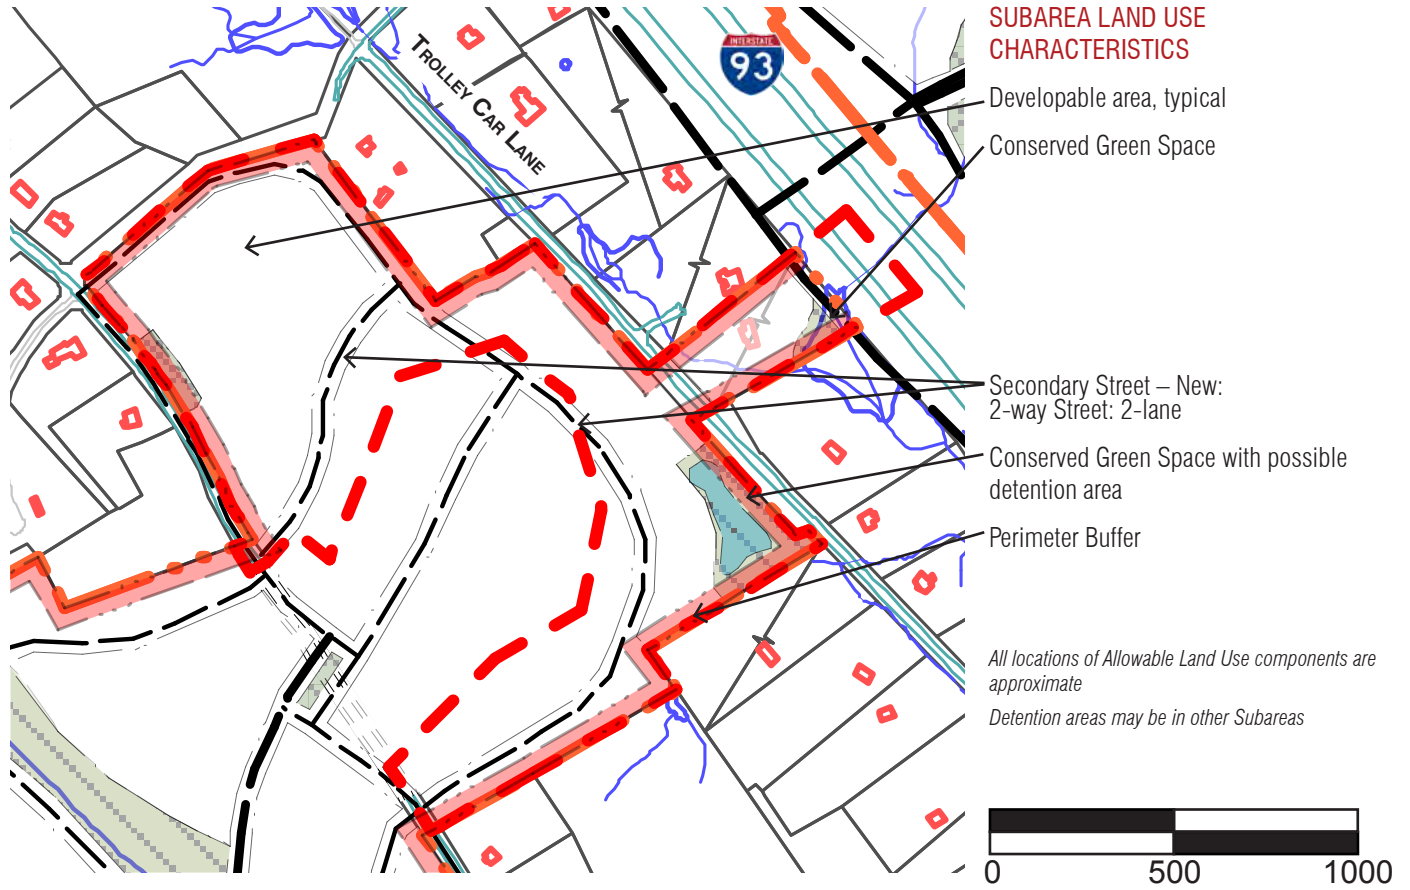 SUBAREA LAND USE
CHARACTERISTICS
Developable area, typical
Conserved Green Space
Secondary Street – New:
2-way Street: 2-lane
Conserved Green Space with possible
detention area
Perimeter Buffer
All locations of Allowable Land Use components are
approximate
Detention areas may be in other Subareas
0 500 1000
TROLLEY CAR LANE
INTERSTATE
93